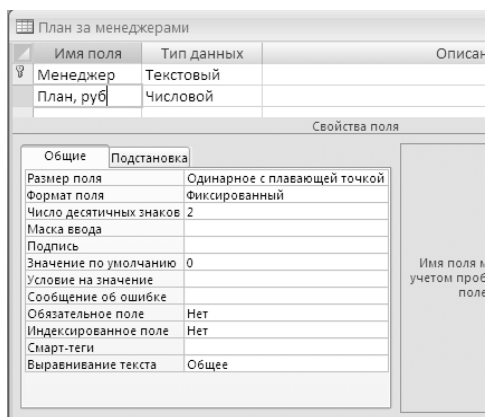 План за менеджерами
Имя поля Тип данных Описан
Менеджер Текстовый
План, руб Числовой
Свойства поля
Общие Подстановка
Размер поля Одинарное с плавающей точкой
Формат поля Фиксированный
Число десятичных знаков 2
Маска ввода
Подпись
Значение по умолчанию 0
Условие на значение
Сообщение об ошибке
Обязательное поле Нет
Индексированное поле Нет
Смарт-теги
Выравнивание текста Общее
Имя поля м
учетом проб
поле